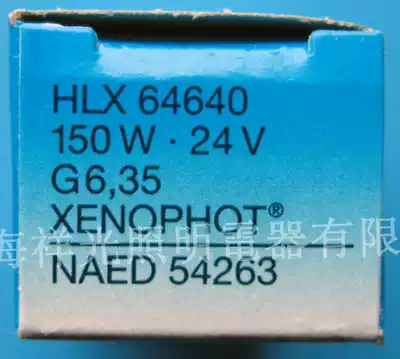 HLX 64640
150 W · 24 V
G6,35
XENOPHOT®
海祥光照明電器有限
NAED 54263